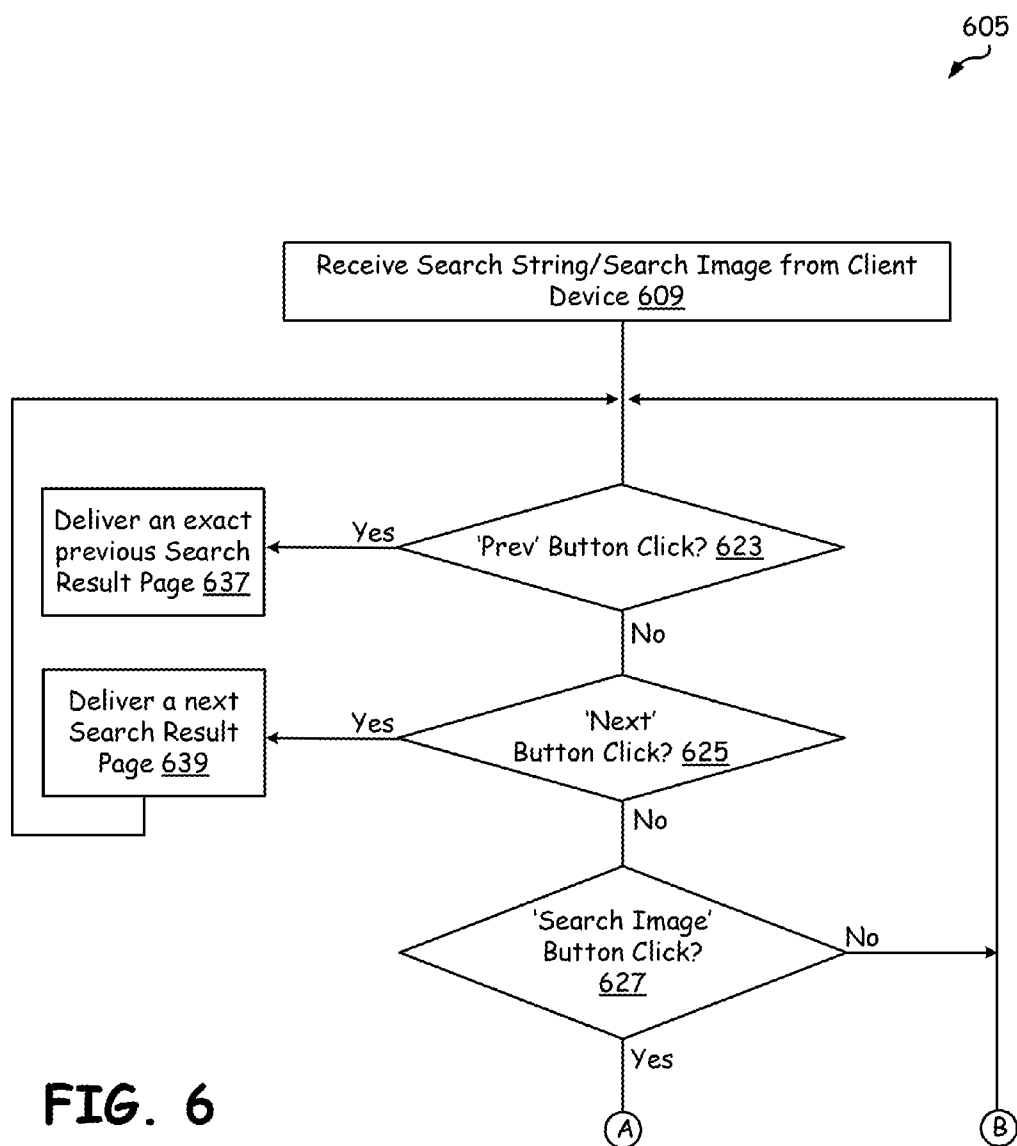 605
Receive Search String/Search Image from Client
Device 609
Deliver an exact
previous Search
Result Page 637
Yes
'Prev' Button Click? 623
No
Deliver a next
Search Result
Page 639
Yes
'Next'
Button Click? 625
No
'Search Image'
Button Click?
627
No
Yes
FIG. 6
A
B